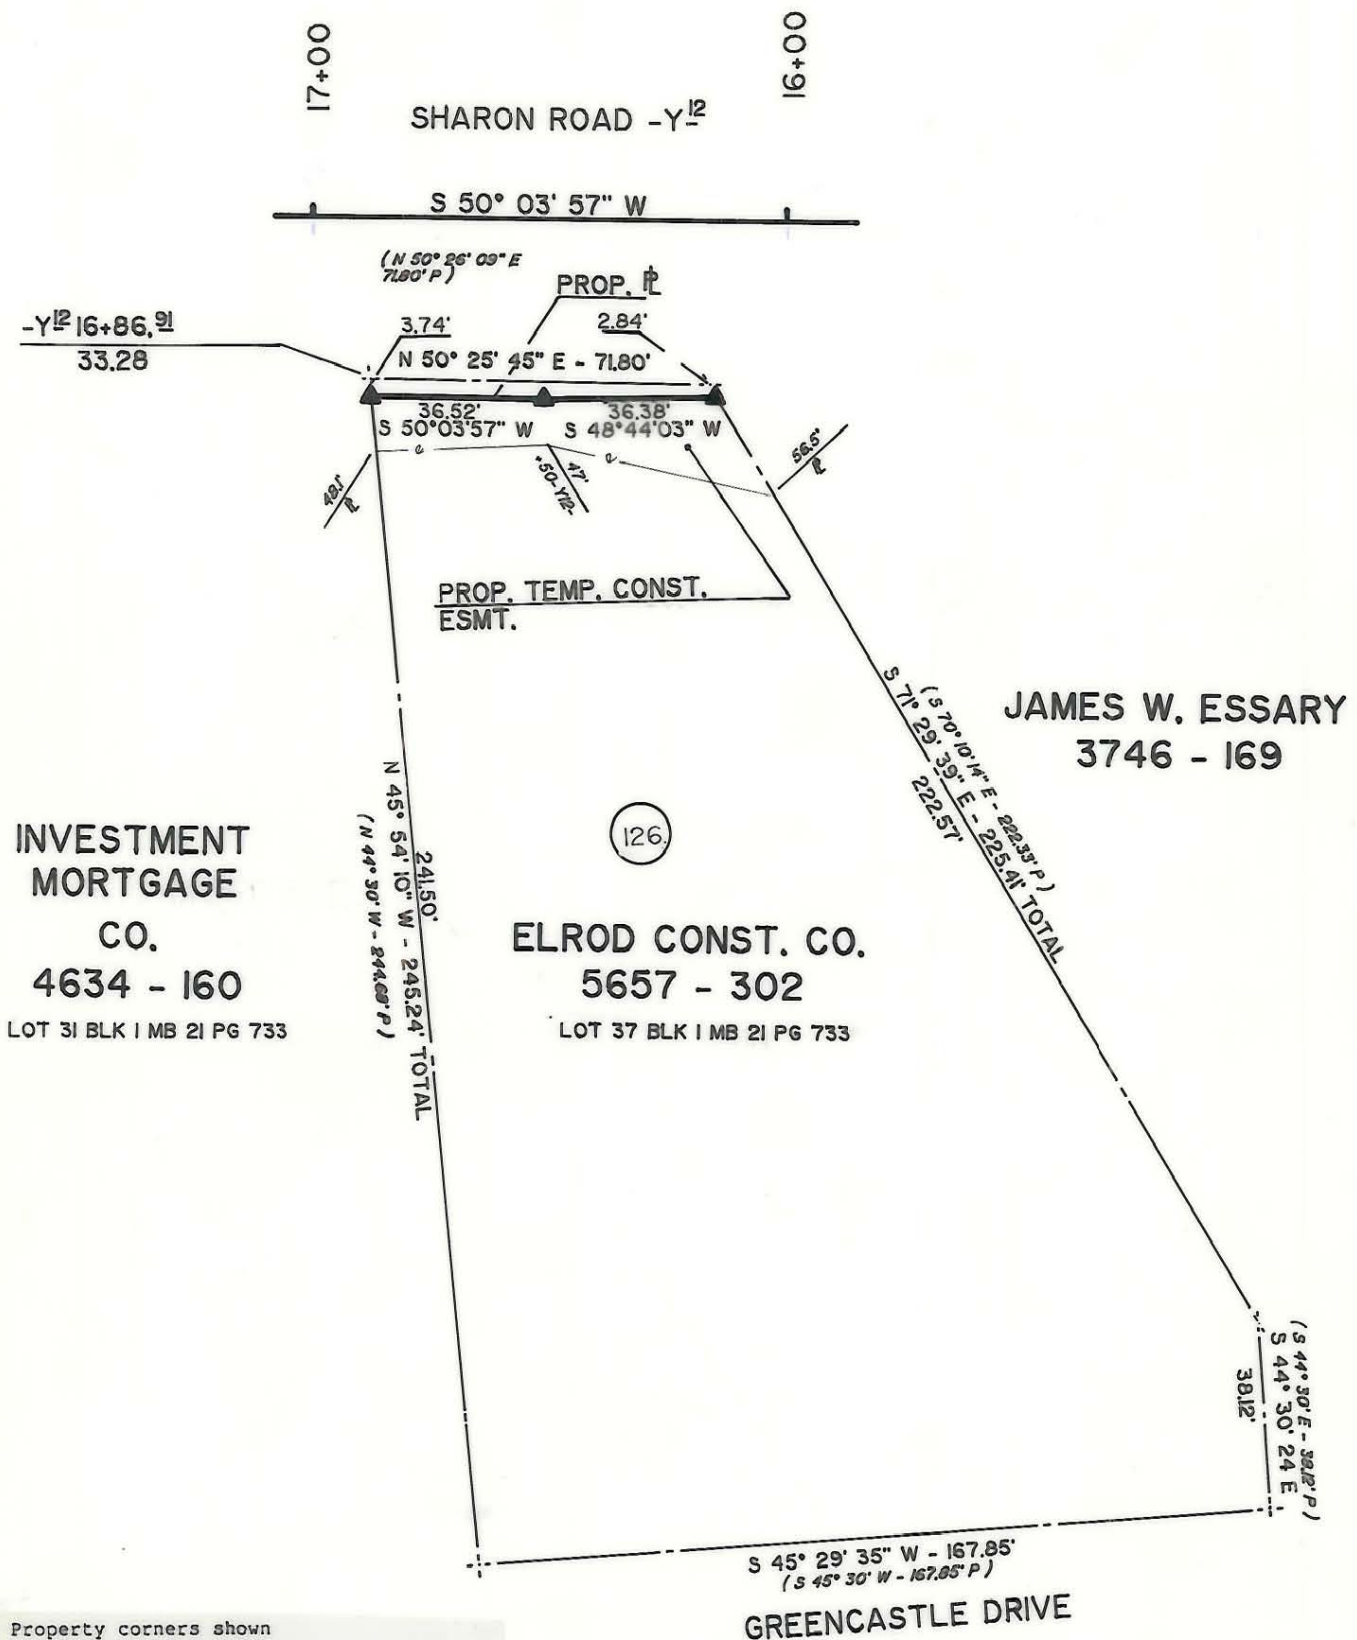 17+00
16+00
SHARON ROAD -Y12
S 50° 03' 57" W
(N 50° 26' 09" E
71.80' P)
PROP. PL
-Y12 16+86.91
33.28
3.74'
2.84'
N 50° 25' 45" E - 71.80'
36.52'
36.38'
S 50°03'57" W
S 48°44'03" W
e
e
48.1'
PL
47'
+50-Y12-
56.5'
PL
PROP. TEMP. CONST.
ESMT.
(S 70° 10' 14" E - 222.33' P)
S 71° 29' 39" E - 225.41' TOTAL
222.57'
JAMES W. ESSARY
3746 - 169
INVESTMENT
MORTGAGE
CO.
4634 - 160
LOT 31 BLK 1 MB 21 PG 733
241.50'
N 45° 54' 10" W - 245.24' TOTAL
(N 44° 30' W - P)
126
ELROD CONST. CO.
5657 - 302
LOT 37 BLK 1 MB 21 PG 733
(S 44° 30' E - 38.12' P)
S 44° 30' 24 E
38.12'
S 45° 29' 35" W - 167.85'
(S 45° 30' W - 167.85' P)
GREENCASTLE DRIVE
Property corners shown